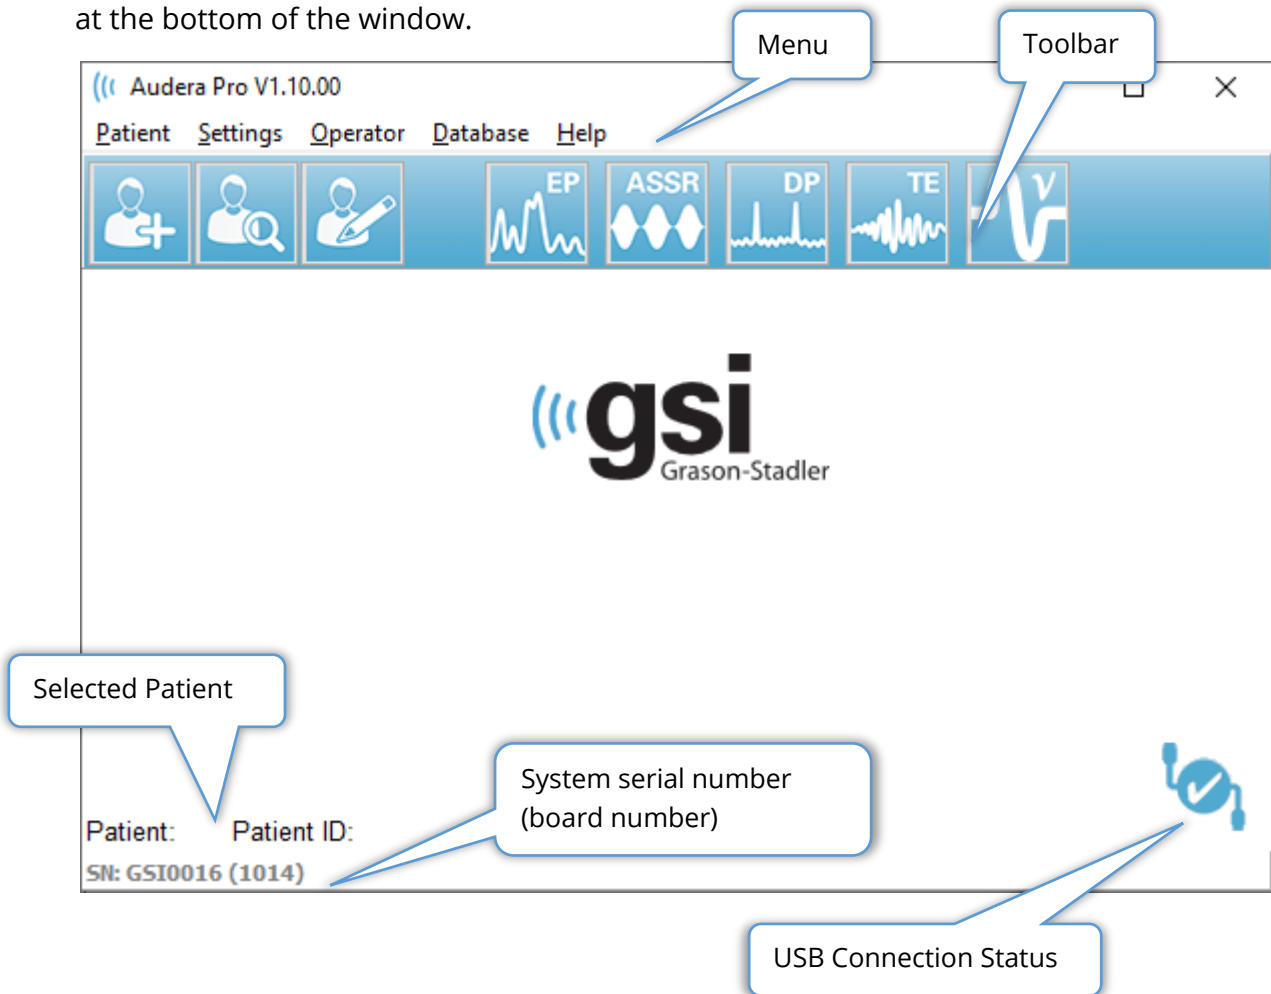 at the bottom of the window.
Menu
Toolbar
Audera Pro V1.10.00
Patient Settings Operator Database Help
EP ASSR DP TE ν
gsi
Grason-Stadler
Selected Patient
System serial number
(board number)
Patient: Patient ID:
SN: GSI0016 (1014)
USB Connection Status